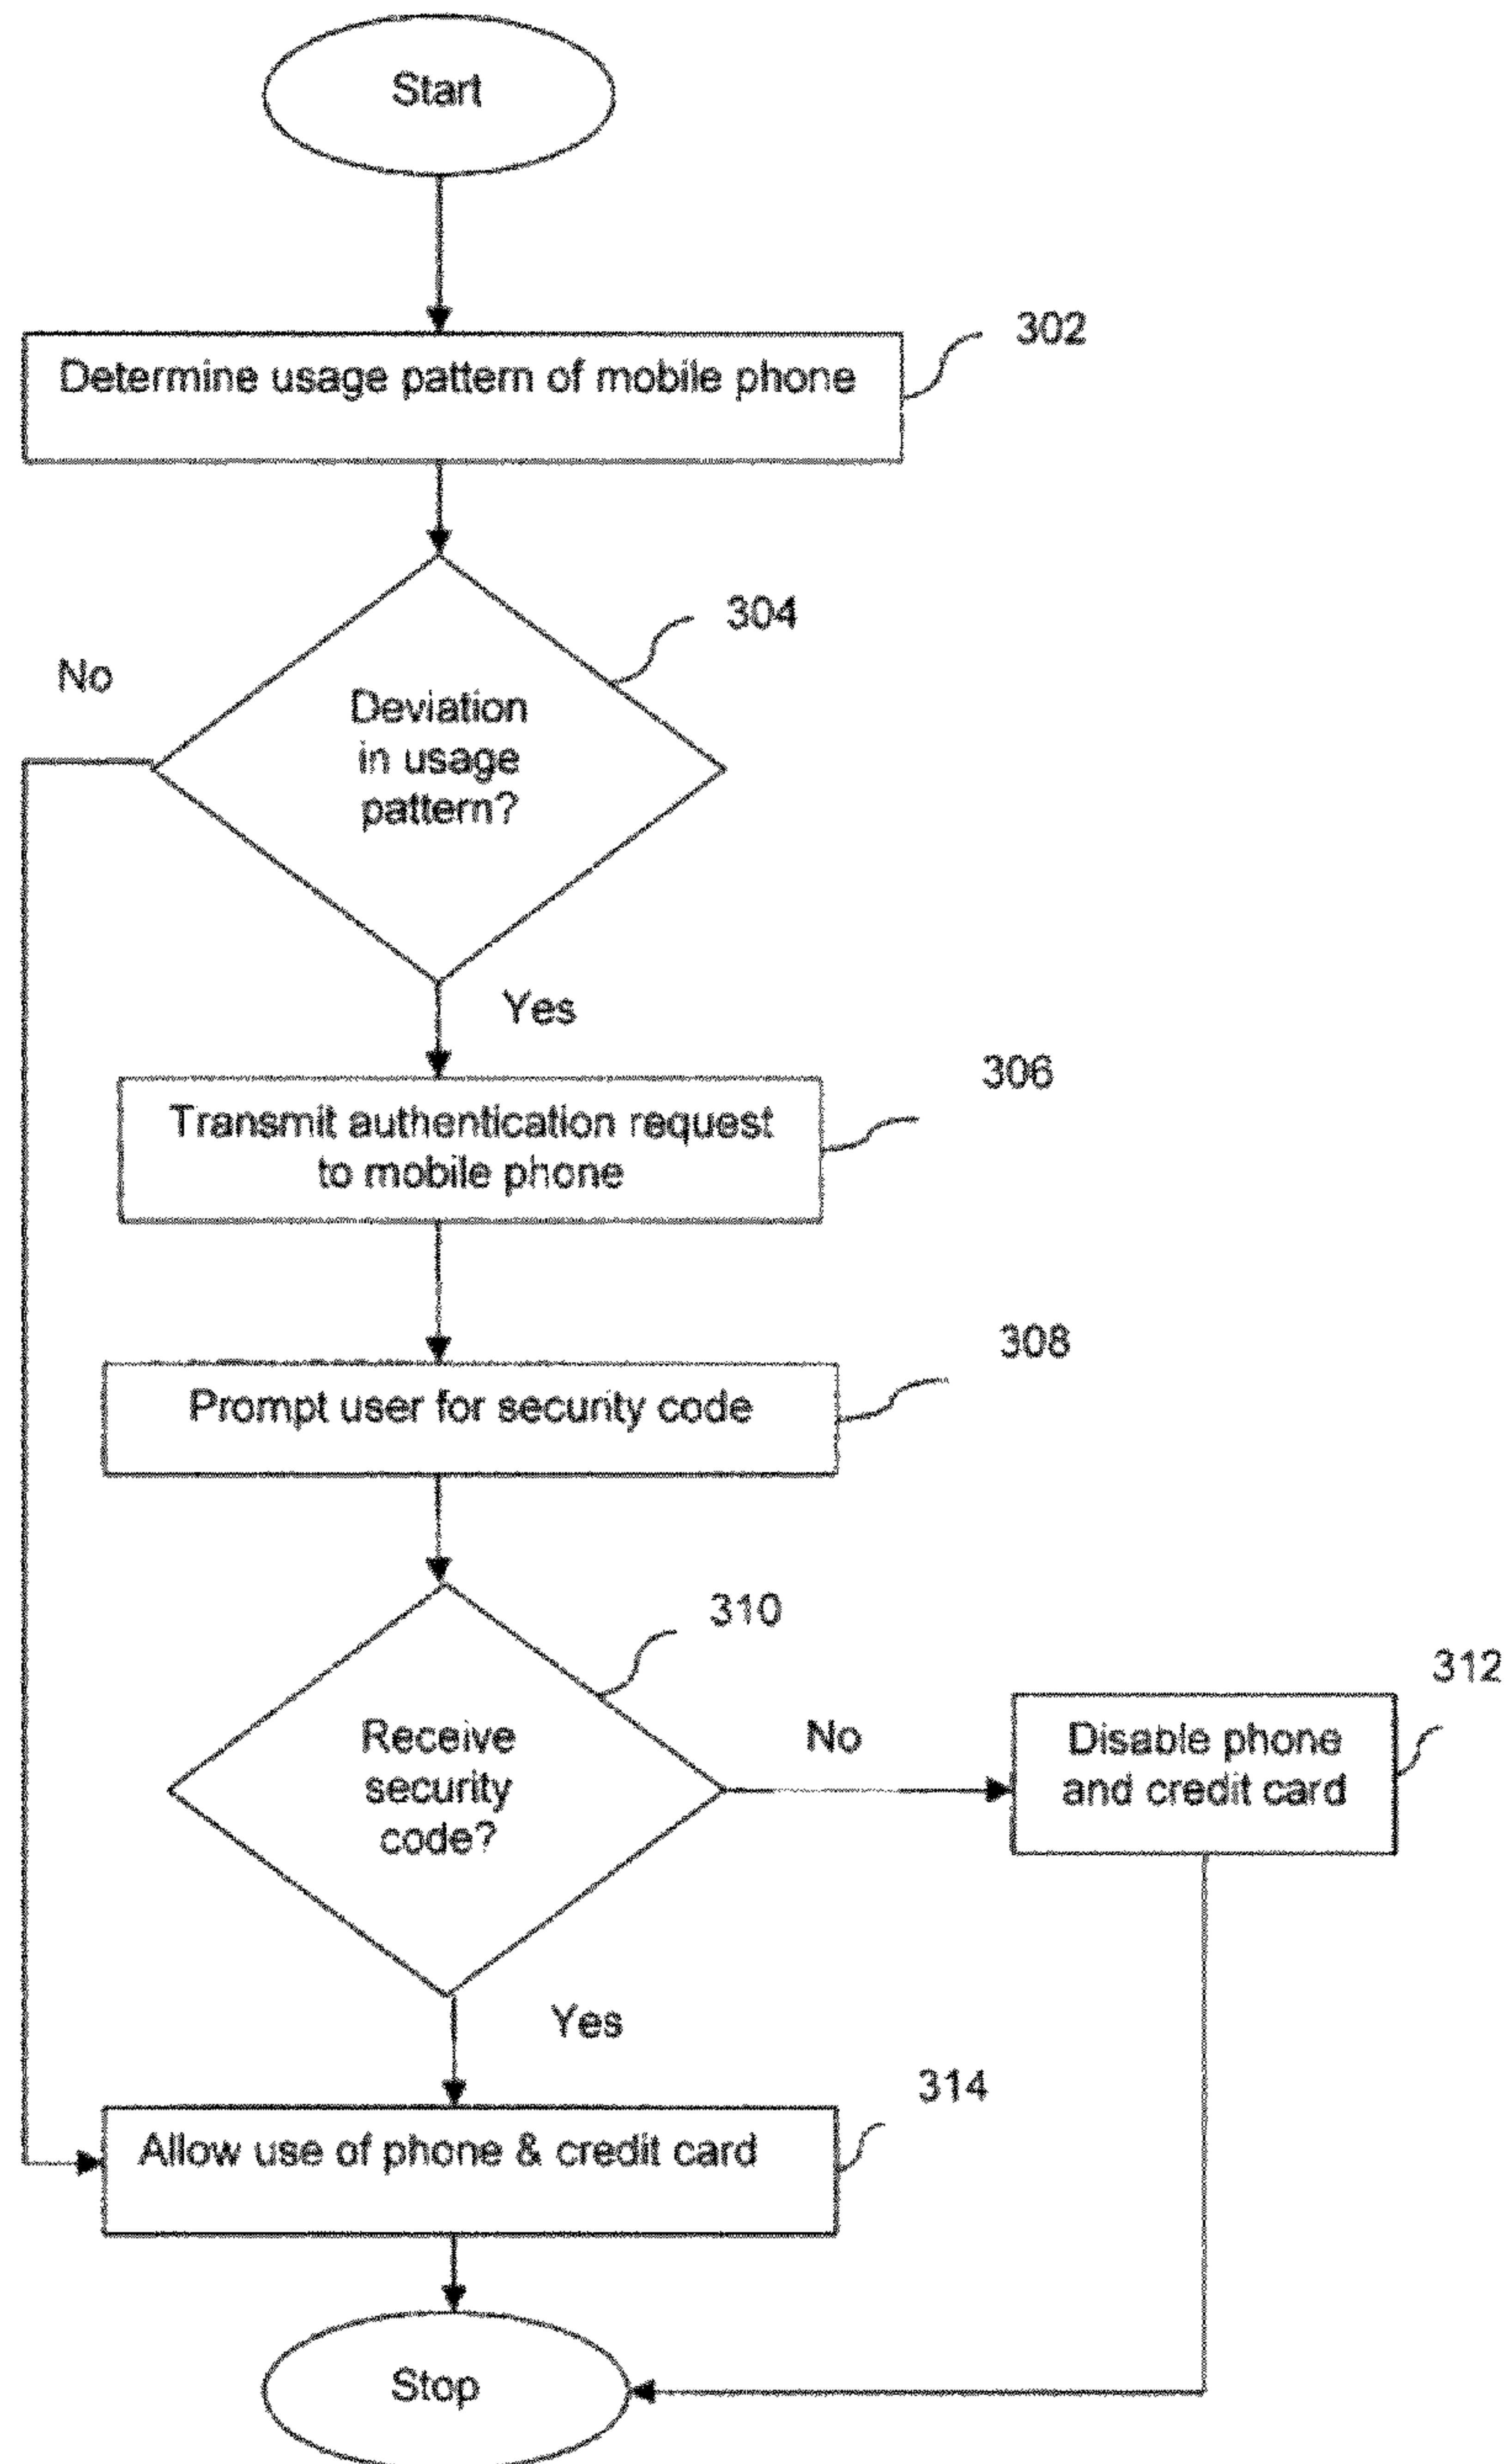 Start
Determine usage pattern of mobile phone
302
304
No
Deviation
in usage
pattern?
Yes
306
Transmit authentication request
to mobile phone
308
Prompt user for security code
310
312
Receive
security
code?
No
Disable phone
and credit card
Yes
314
Allow use of phone & credit card
Stop